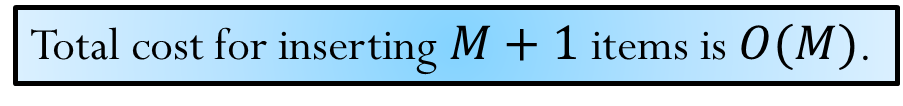 Total cost for inserting M + 1 items is O(M).